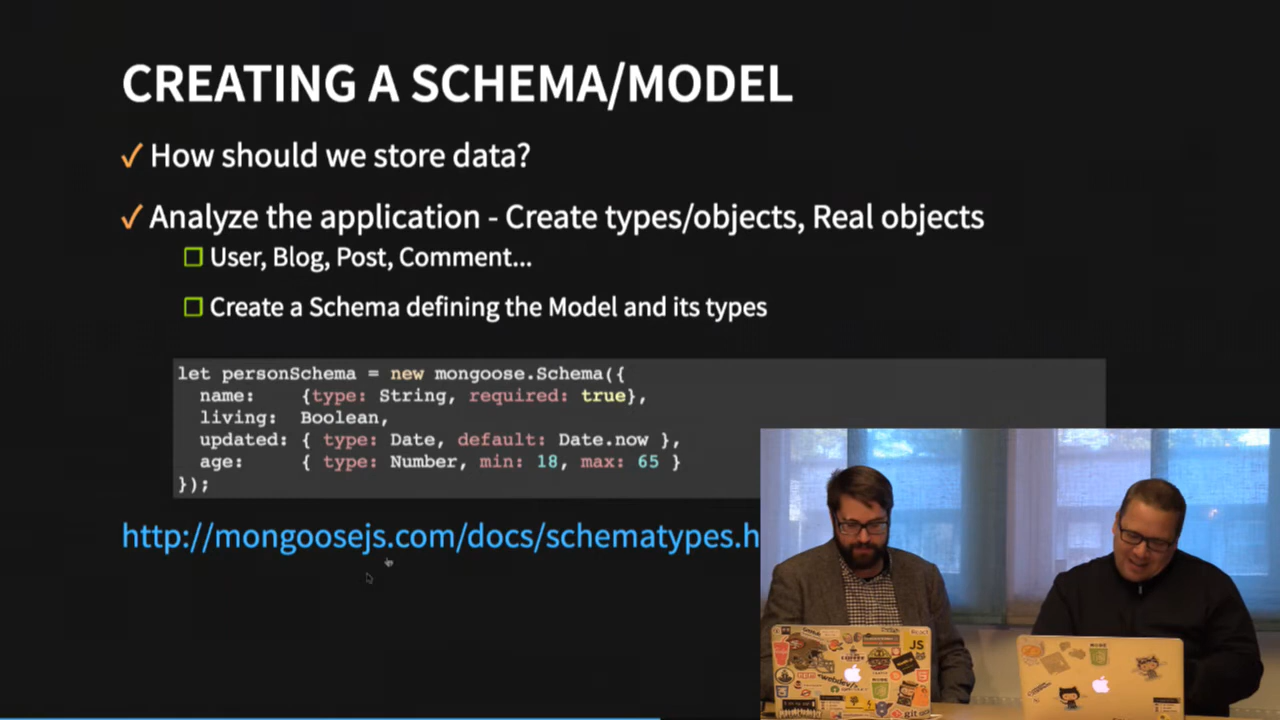 CREATING A SCHEMA/MODEL
✓ How should we store data?
✓ Analyze the application - Create types/objects, Real objects
☐ User, Blog, Post, Comment...
☐ Create a Schema defining the Model and its types
let personSchema = new mongoose.Schema({
  name:    {type: String, required: true},
  living:  Boolean,
  updated: { type: Date, default: Date.now },
  age:     { type: Number, min: 18, max: 65 }
});
http://mongoosejs.com/docs/schematypes.h
GitHub
JS
git